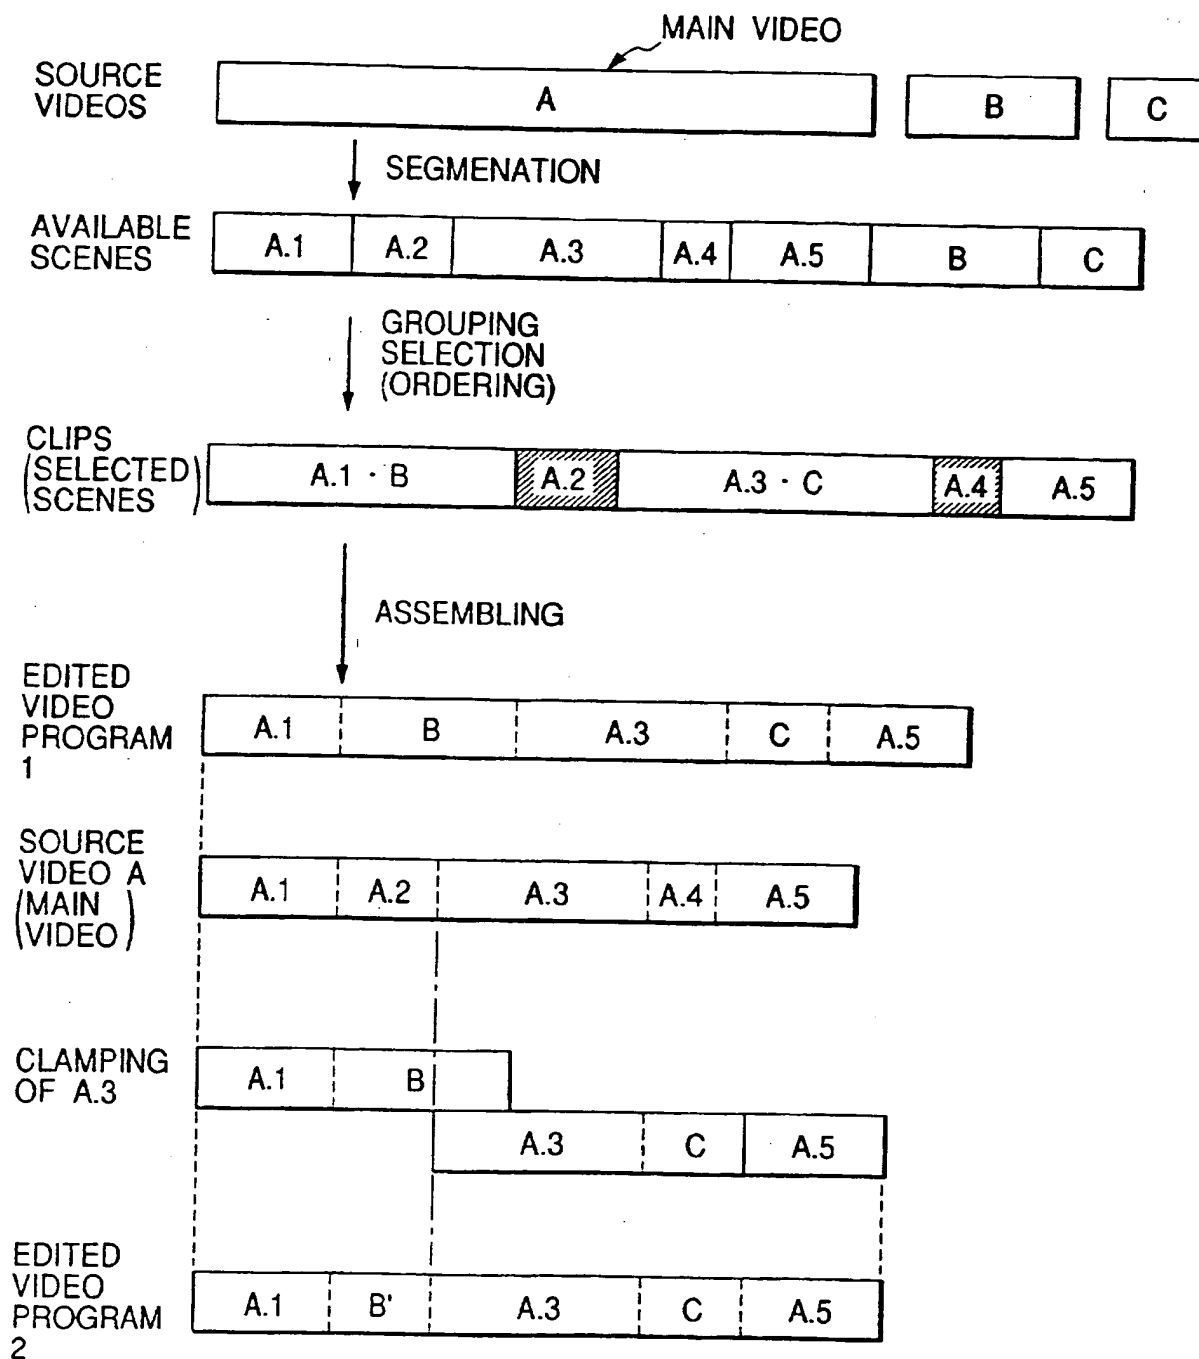 MAIN VIDEO
SOURCE
VIDEOS
A
B
C
SEGMENATION
AVAILABLE
SCENES
A.1
A.2
A.3
A.4
A.5
B
C
GROUPING
SELECTION
(ORDERING)
CLIPS
(SELECTED
SCENES)
A.1 · B
A.2
A.3 · C
A.4
A.5
ASSEMBLING
EDITED
VIDEO
PROGRAM
1
A.1
B
A.3
C
A.5
SOURCE
VIDEO A
(MAIN
VIDEO)
A.1
A.2
A.3
A.4
A.5
CLAMPING
OF A.3
A.1
B
A.3
C
A.5
EDITED
VIDEO
PROGRAM
2
A.1
B'
A.3
C
A.5